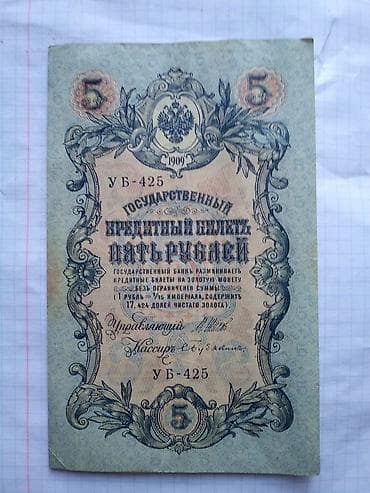 5 5
1909
УБ-425
ГОСУДАРСТВЕННЫЙ
КРЕДИТНЫЙ БИЛЕТЪ
ПЯТЬ РУБЛЕЙ
ГОСУДАРСТВЕННЫЙ БАНКЪ РАЗМѢНИВАЕТЪ
КРЕДИТНЫЕ БИЛЕТЫ НА ЗОЛОТУЮ МОНЕТУ
БЕЗЪ ОГРАНИЧЕНІЯ СУММЫ
(1 РУБЛЬ = 1/15 ИМПЕРІАЛА, СОДЕРЖИТЪ
17,424 ДОЛЕЙ ЧИСТАГО ЗОЛОТА)
Управляющій
Кассиръ
УБ-425
5